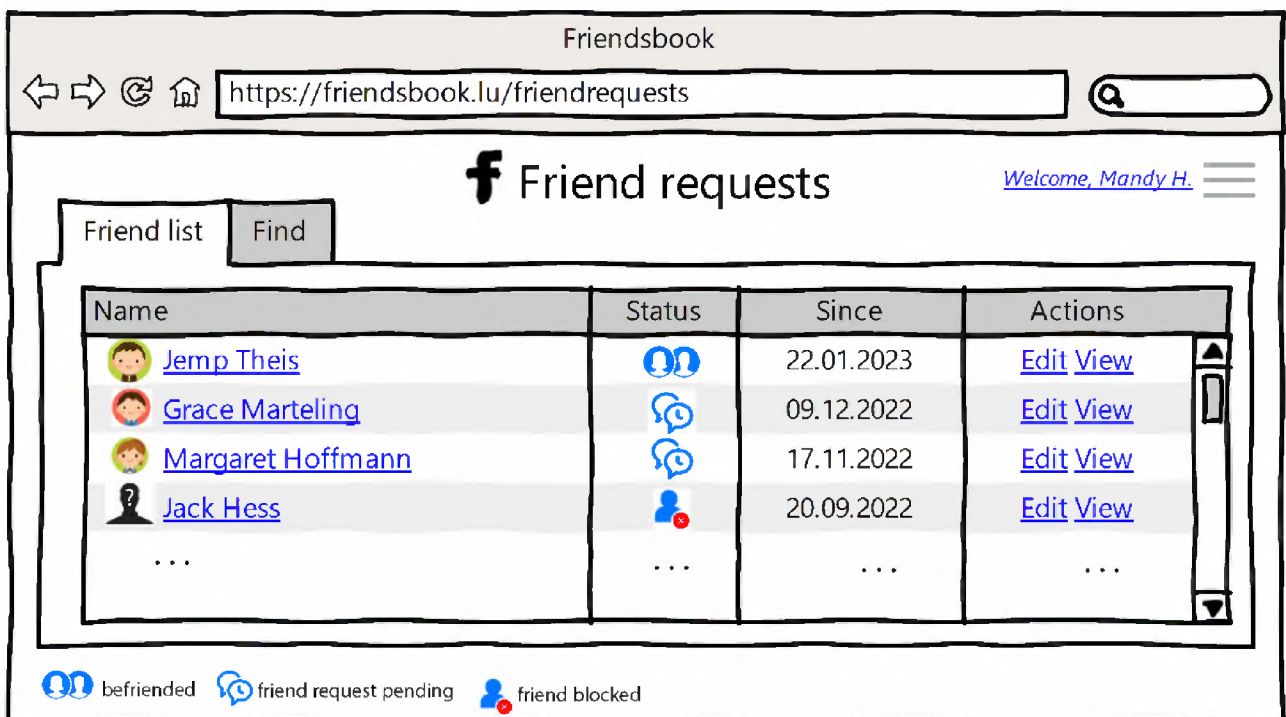 Friendsbook
https://friendsbook.lu/friendrequests
f Friend requests
Welcome, Mandy H.
Friend list Find
Name Status Since Actions
Jemp Theis 22.01.2023 Edit View
Grace Marteling 09.12.2022 Edit View
Margaret Hoffmann 17.11.2022 Edit View
? Jack Hess 20.09.2022 Edit View
... ... ... ...
befriended friend request pending friend blocked